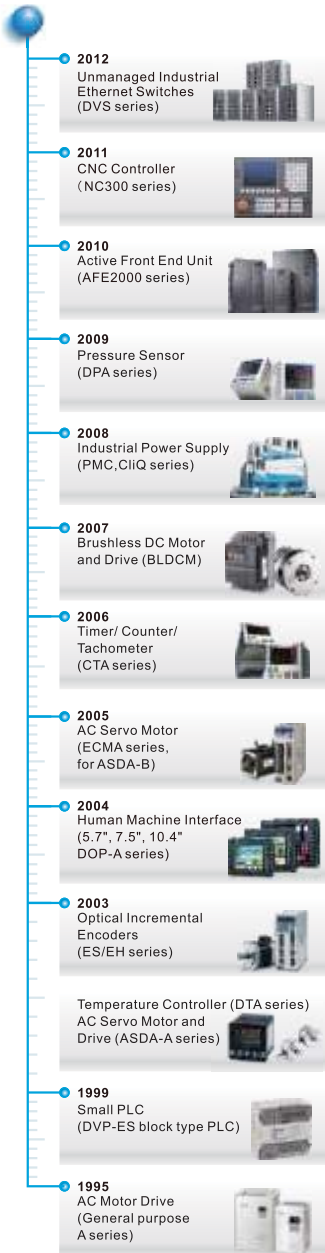 2012
Unmanaged Industrial
Ethernet Switches
(DVS series)
2011
CNC Controller
(NC300 series)
2010
Active Front End Unit
(AFE2000 series)
2009
Pressure Sensor
(DPA series)
2008
Industrial Power Supply
(PMC,CliQ series)
2007
Brushless DC Motor
and Drive (BLDCM)
2006
Timer/ Counter/
Tachometer
(CTA series)
2005
AC Servo Motor
(ECMA series,
for ASDA-B)
2004
Human Machine Interface
(5.7", 7.5", 10.4"
DOP-A series)
2003
Optical Incremental
Encoders
(ES/EH series)
Temperature Controller (DTA series)
AC Servo Motor and
Drive (ASDA-A series)
1999
Small PLC
(DVP-ES block type PLC)
1995
AC Motor Drive
(General purpose
A series)